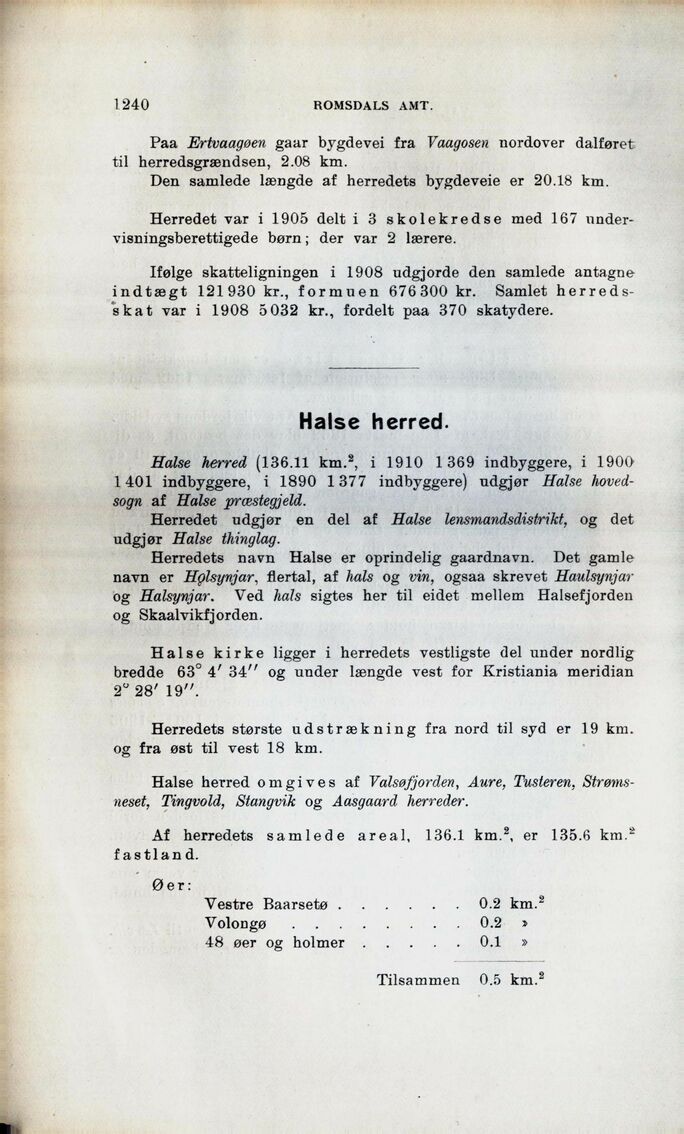 1240 ROMSDALS AMT.
Paa Ertvaagøen gaar bygdevei fra Vaagosen nordover dalføret
til herredsgrændsen, 2.08 km.
Den samlede længde af herredets bygdeveie er 20.18 km.
Herredet var i 1905 delt i 3 skolekredse med 167 under-
visningsberettigede børn; der var 2 lærere.
Ifølge skatteligningen i 1908 udgjorde den samlede antagne
indtægt 121 930 kr., formuen 676 300 kr. Samlet herreds-
skat var i 1908 5 032 kr., fordelt paa 370 skatydere.
Halse herred.
Halse herred (136.11 km.², i 1910 1 369 indbyggere, i 1900
1 401 indbyggere, i 1890 1 377 indbyggere) udgjør Halse hoved-
sogn af Halse præstegjeld.
Herredet udgjør en del af Halse lensmandsdistrikt, og det
udgjør Halse thinglag.
Herredets navn Halse er oprindelig gaardnavn. Det gamle
navn er Hǫlsynjar, flertal, af hals og vin, ogsaa skrevet Haulsynjar
og Halsynjar. Ved hals sigtes her til eidet mellem Halsefjorden
og Skaalvikfjorden.
Halse kirke ligger i herredets vestligste del under nordlig
bredde 63° 4′ 34″ og under længde vest for Kristiania meridian
2° 28′ 19″.
Herredets største udstrækning fra nord til syd er 19 km.
og fra øst til vest 18 km.
Halse herred omgives af Valsøfjorden, Aure, Tusteren, Strøms-
neset, Tingvold, Stangvik og Aasgaard herreder.
Af herredets samlede areal, 136.1 km.², er 135.6 km.²
fastland.
Øer:
Vestre Baarsetø . . . . . . 0.2 km.²
Volongø . . . . . . . . 0.2 »
48 øer og holmer . . . . . 0.1 »
Tilsammen 0.5 km.²